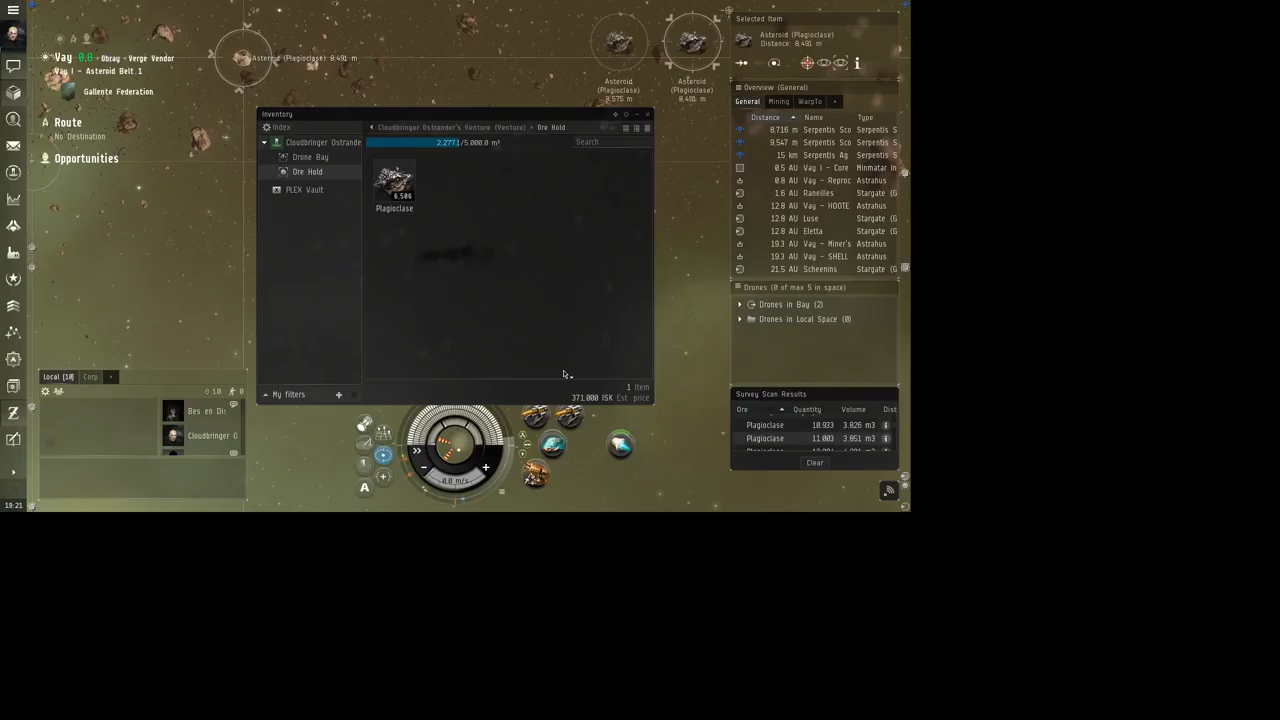 Vay 0.8 · Obray · Verge Vendor
Vay I - Asteroid Belt 1
Gallente Federation
Route
No Destination
Opportunities
Asteroid (Plagioclase) 8.491 m
Asteroid
(Plagioclase)
8.575 m
Asteroid
(Plagioclase)
8.491 m
Selected Item
Asteroid (Plagioclase)
Distance: 8,491 m
Overview (General)
General Mining WarpTo +
Distance Name Type
8.716 m Serpentis Sco Serpentis S
9.547 m Serpentis Sco Serpentis S
15 km Serpentis Ag Serpentis S
0.5 AU Vay I - Core Minmatar In
0.8 AU Vay - Reproc Astrahus
1.6 AU Raneilles Stargate (G
12.8 AU Vay - HOOTE Astrahus
12.8 AU Luse Stargate (G
12.8 AU Eletta Stargate (G
19.3 AU Vay - Miner's Astrahus
19.3 AU Vay - SHELL Astrahus
21.5 AU Scheenins Stargate (G
Drones (0 of max 5 in space)
Drones in Bay (2)
Drones in Local Space (0)
Survey Scan Results
Ore Quantity Volume Dist
Plagioclase 10,933 3,826 m3
Plagioclase 11,003 3,851 m3
Clear
Inventory
Index
Cloudbringer Ostrander's Venture (Venture) › Ore Hold
Cloudbringer Ostrande
2,277.1/5,000.0 m³
Search
Drone Bay
Ore Hold
PLEX Vault
6.506
Plagioclase
1 Item
371.000 ISK Est. price
My filters +
Local [10] Corp +
10 0
Bes en Di
Cloudbringer O
0.0 m/s
19:21